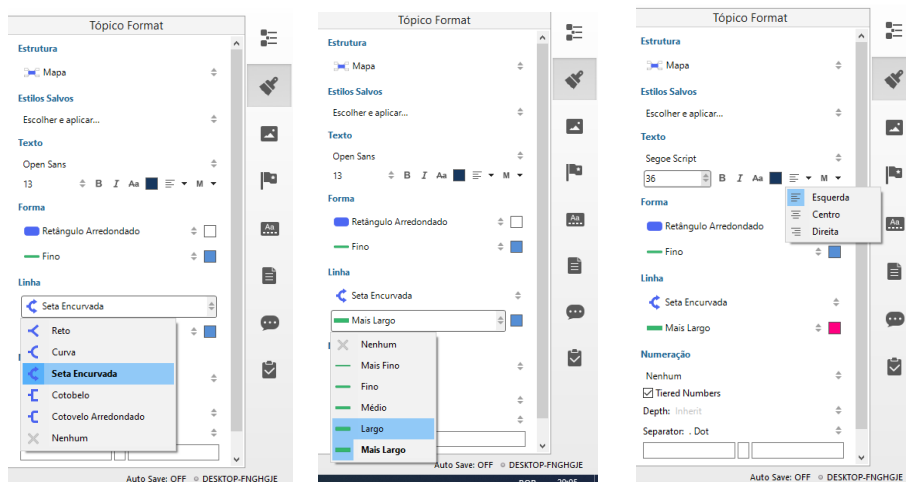 Tópico Format
Estrutura
Mapa
Estilos Salvos
Escolher e aplicar...
Texto
Open Sans
13 B I Aa M
Forma
Retângulo Arredondado
Fino
Linha
Seta Encurvada
Reto
Curva
Seta Encurvada
Cotobelo
Cotovelo Arredondado
Nenhum
Auto Save: OFF DESKTOP-FNGHGJE
Aa
Tópico Format
Estrutura
Mapa
Estilos Salvos
Escolher e aplicar...
Texto
Open Sans
13 B I Aa M
Forma
Retângulo Arredondado
Fino
Linha
Seta Encurvada
Mais Largo
Nenhum
Mais Fino
Fino
Médio
Largo
Mais Largo
Auto Save: OFF DESKTOP-FNGHGJE
Aa
Tópico Format
Estrutura
Mapa
Estilos Salvos
Escolher e aplicar...
Texto
Segoe Script
36 B I Aa M
Esquerda
Centro
Direita
Forma
Retângulo Arredondado
Fino
Linha
Seta Encurvada
Mais Largo
Numeração
Nenhum
Tiered Numbers
Depth: Inherit
Separator: . Dot
Auto Save: OFF DESKTOP-FNGHGJE
Aa